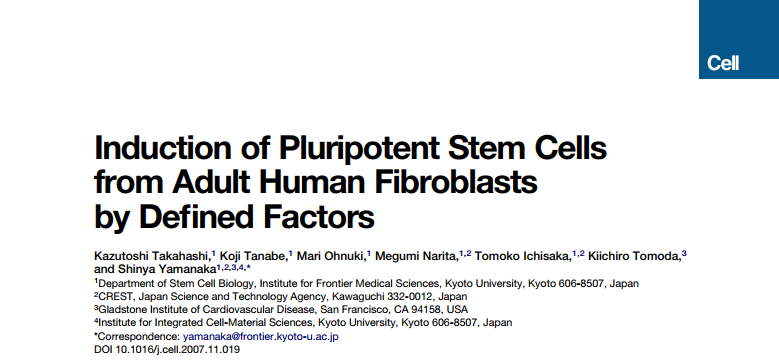 Cell
Induction of Pluripotent Stem Cells
from Adult Human Fibroblasts
by Defined Factors
Kazutoshi Takahashi,¹ Koji Tanabe,¹ Mari Ohnuki,¹ Megumi Narita,¹,² Tomoko Ichisaka,¹,² Kiichiro Tomoda,³
and Shinya Yamanaka¹,²,³,⁴,*
¹Department of Stem Cell Biology, Institute for Frontier Medical Sciences, Kyoto University, Kyoto 606-8507, Japan
²CREST, Japan Science and Technology Agency, Kawaguchi 332-0012, Japan
³Gladstone Institute of Cardiovascular Disease, San Francisco, CA 94158, USA
⁴Institute for Integrated Cell-Material Sciences, Kyoto University, Kyoto 606-8507, Japan
*Correspondence: yamanaka@frontier.kyoto-u.ac.jp
DOI 10.1016/j.cell.2007.11.019